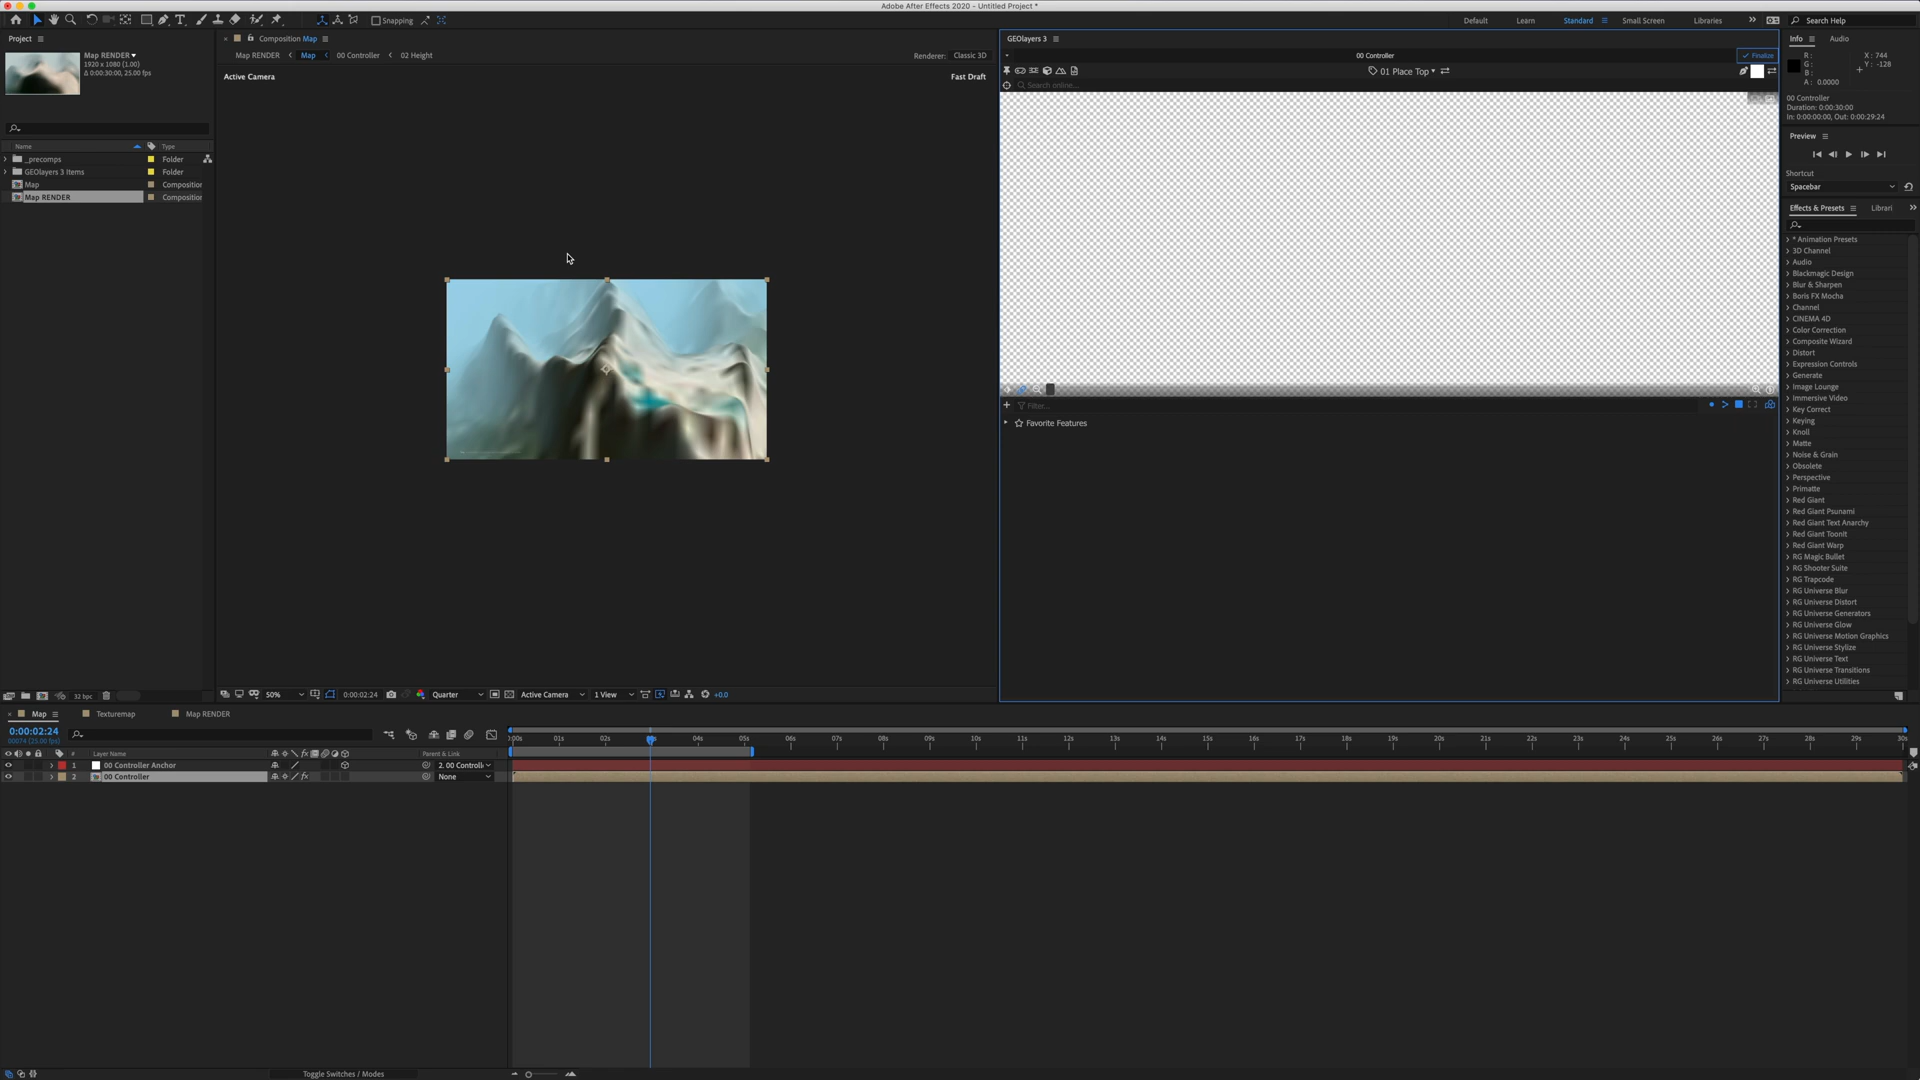 Adobe After Effects 2020 - Untitled Project *
Snapping
Default
Learn
Standard
Small Screen
Libraries
Search Help
Project
Map RENDER
1920 x 1080 (1.00)
Δ 0:00:30:00, 25.00 fps
Name
Type
_precomps
Folder
GEOlayers 3 Items
Folder
Map
Composition
Map RENDER
Composition
32 bpc
Composition Map
Map RENDER
Map
00 Controller
02 Height
Renderer: Classic 3D
Active Camera
Fast Draft
50%
0:00:02:24
Quarter
Active Camera
1 View
+0.0
GEOlayers 3
00 Controller
Finalize
01 Place Top
Search online...
Filter...
Favorite Features
Info
Audio
R :
G :
B :
A : 0.0000
X : 744
Y : -128
00 Controller
Duration: 0:00:30:00
In: 0:00:00:00, Out: 0:00:29:24
Preview
Shortcut
Spacebar
Effects & Presets
Librari
* Animation Presets
3D Channel
Audio
Blackmagic Design
Blur & Sharpen
Boris FX Mocha
Channel
CINEMA 4D
Color Correction
Composite Wizard
Distort
Expression Controls
Generate
Image Lounge
Immersive Video
Key Correct
Keying
Knoll
Matte
Noise & Grain
Obsolete
Perspective
Primatte
Red Giant
Red Giant Psunami
Red Giant Text Anarchy
Red Giant ToonIt
Red Giant Warp
RG Magic Bullet
RG Shooter Suite
RG Trapcode
RG Universe Blur
RG Universe Distort
RG Universe Generators
RG Universe Glow
RG Universe Motion Graphics
RG Universe Stylize
RG Universe Text
RG Universe Transitions
RG Universe Utilities
Map
Texturemap
Map RENDER
0:00:02:24
00074 (25.00 fps)
# Layer Name
Parent & Link
1 00 Controller Anchor
2. 00 Controll
2 00 Controller
None
:00s 01s 02s 04s 05s 06s 07s 08s 09s 10s 11s 12s 13s 14s 15s 16s 17s 18s 19s 20s 21s 22s 23s 24s 25s 26s 27s 28s 29s 30s
Toggle Switches / Modes